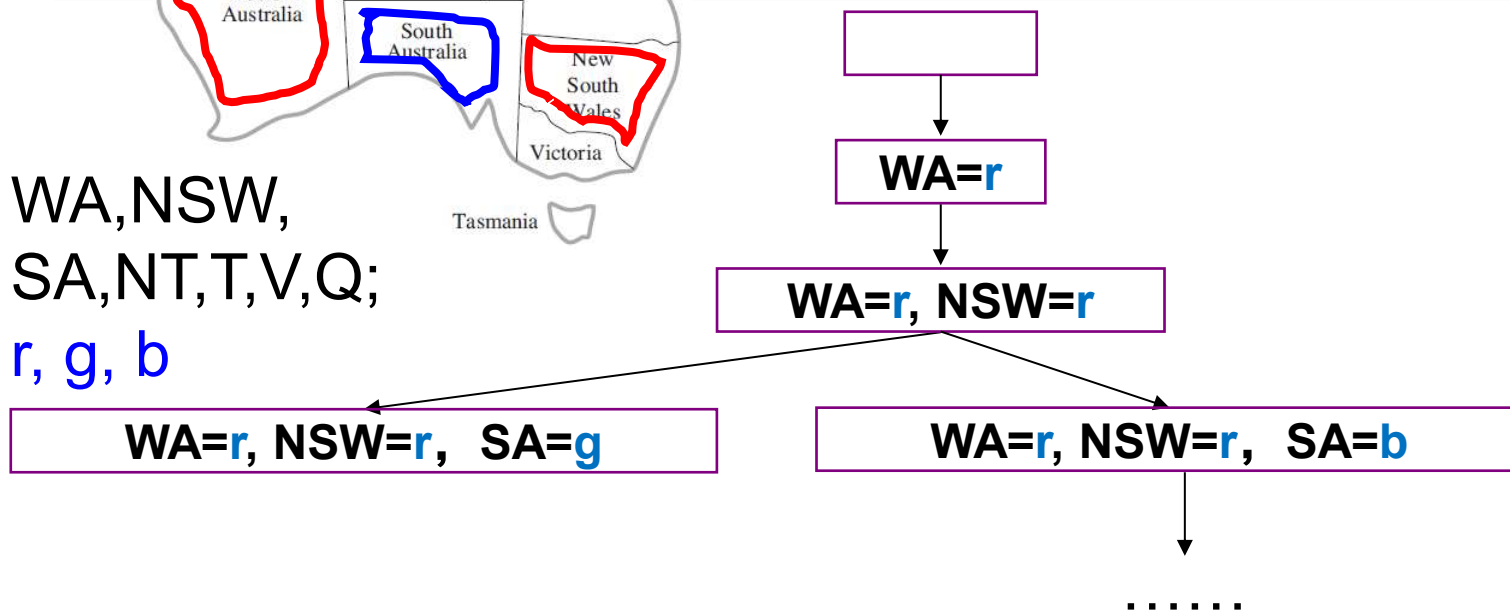 Australia
South
Australia
New
South
Wales
Victoria
Tasmania
WA,NSW,
SA,NT,T,V,Q;
r, g, b
WA=r
WA=r, NSW=r
WA=r, NSW=r, SA=g
WA=r, NSW=r, SA=b
......